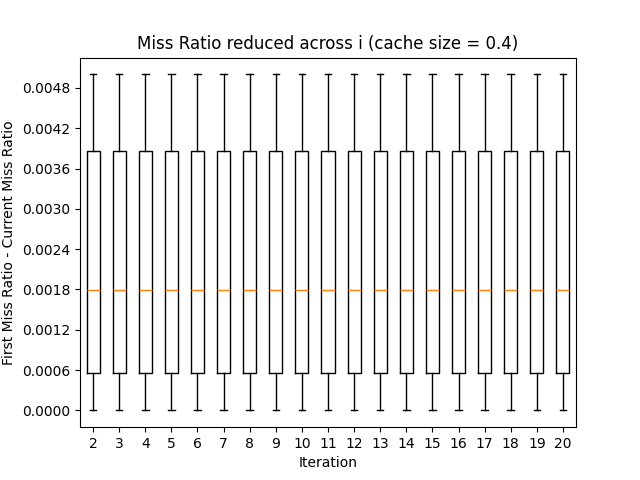 Miss Ratio reduced across i (cache size = 0.4)
First Miss Ratio - Current Miss Ratio
0.0048
0.0042
0.0036
0.0030
0.0024
0.0018
0.0012
0.0006
0.0000
2 3 4 5 6 7 8 9 10 11 12 13 14 15 16 17 18 19 20
Iteration